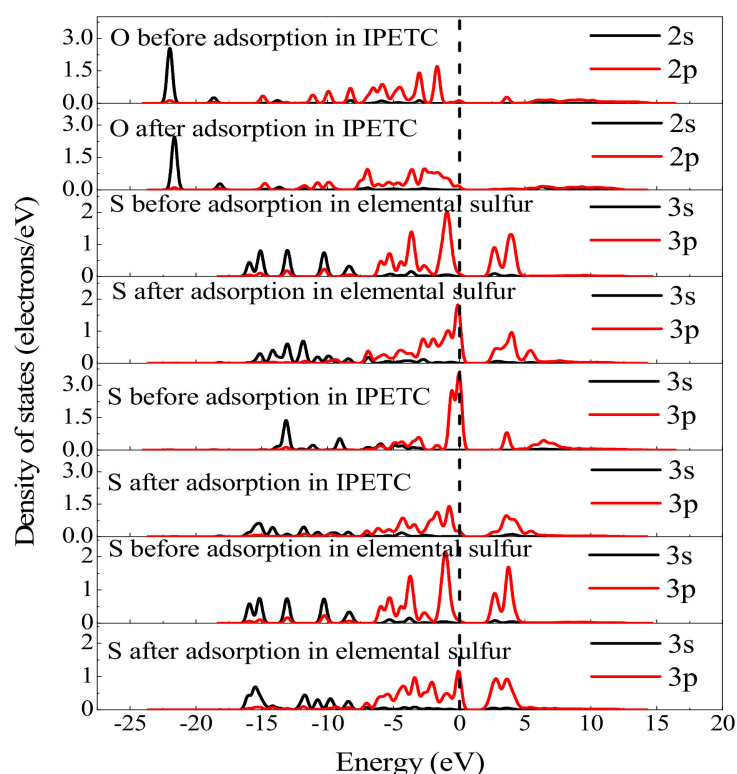 Density of states (electrons/eV)
O before adsorption in IPETC
2s
2p
3.0
1.5
0.0
O after adsorption in IPETC
2s
2p
3.0
1.5
0.0
S before adsorption in elemental sulfur
3s
3p
2
1
0
S after adsorption in elemental sulfur
3s
3p
2
1
0
S before adsorption in IPETC
3s
3p
3.0
1.5
0.0
S after adsorption in IPETC
3s
3p
3.0
1.5
0.0
S before adsorption in elemental sulfur
3s
3p
2
1
0
S after adsorption in elemental sulfur
3s
3p
2
1
0
-25 -20 -15 -10 -5 0 5 10 15 20
Energy (eV)